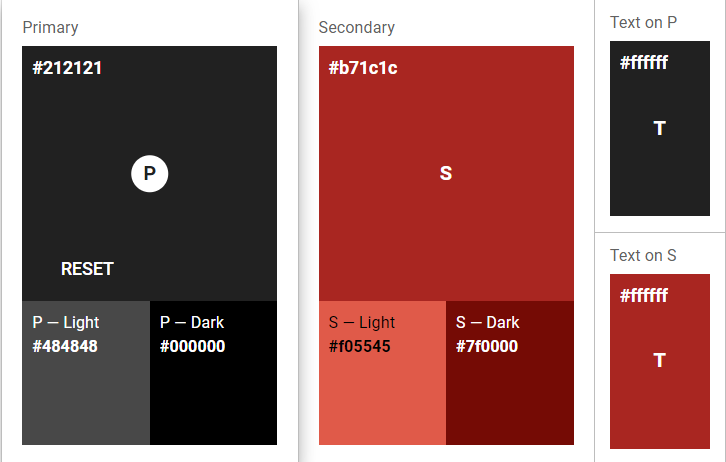 Primary
#212121
P
RESET
P — Light
#484848
P — Dark
#000000
Secondary
#b71c1c
S
S — Light
#f05545
S — Dark
#7f0000
Text on P
#ffffff
T
Text on S
#ffffff
T